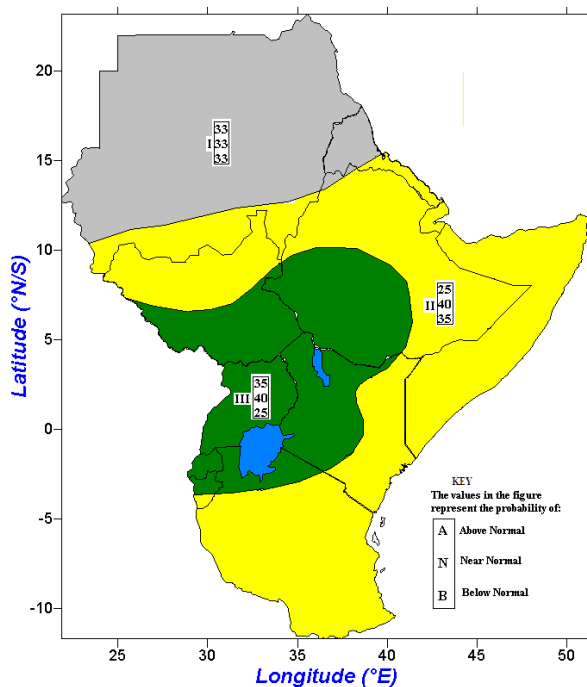 20
15
10
5
0
-5
-10
Latitude (°N/S)
33
I 33
33
25
II 40
35
35
III 40
25
KEY
The values in the figure
represent the probability of:
A Above Normal
N Near Normal
B Below Normal
25 30 35 40 45 50
Longitude (°E)